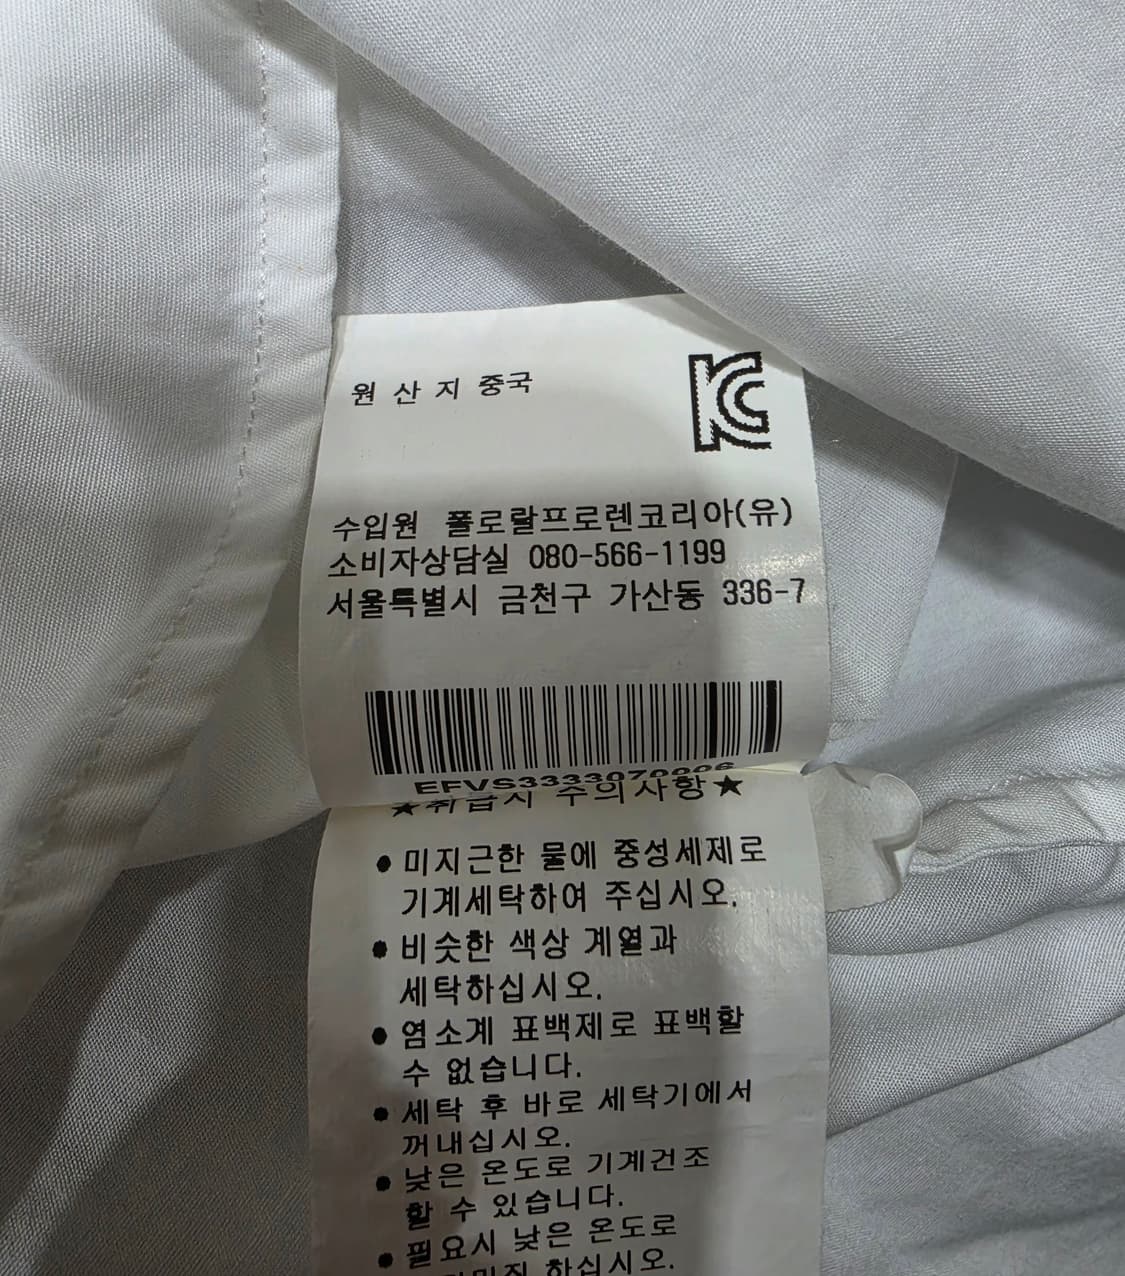 원 산 지 중국
KC
수입원 폴로랄프로렌코리아(유)
소비자상담실 080-566-1199
서울특별시 금천구 가산동 336-7
EFVS3333070006
★취급시 주의사항★
● 미지근한 물에 중성세제로
기계세탁하여 주십시오.
● 비슷한 색상 계열과
세탁하십시오.
● 염소계 표백제로 표백할
수 없습니다.
● 세탁 후 바로 세탁기에서
꺼내십시오.
● 낮은 온도로 기계건조
할 수 있습니다.
● 필요시 낮은 온도로
하십시오.